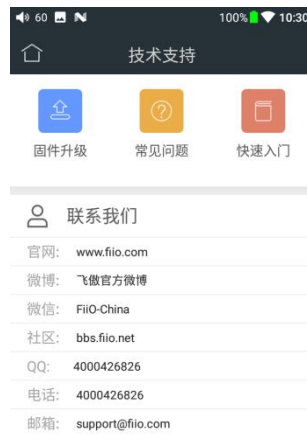 60 100% 10:30
技术支持
固件升级 常见问题 快速入门
联系我们
官网: www.fiio.com
微博: 飞傲官方微博
微信: FiiO-China
社区: bbs.fiio.net
QQ: 4000426826
电话: 4000426826
邮箱: support@fiio.com